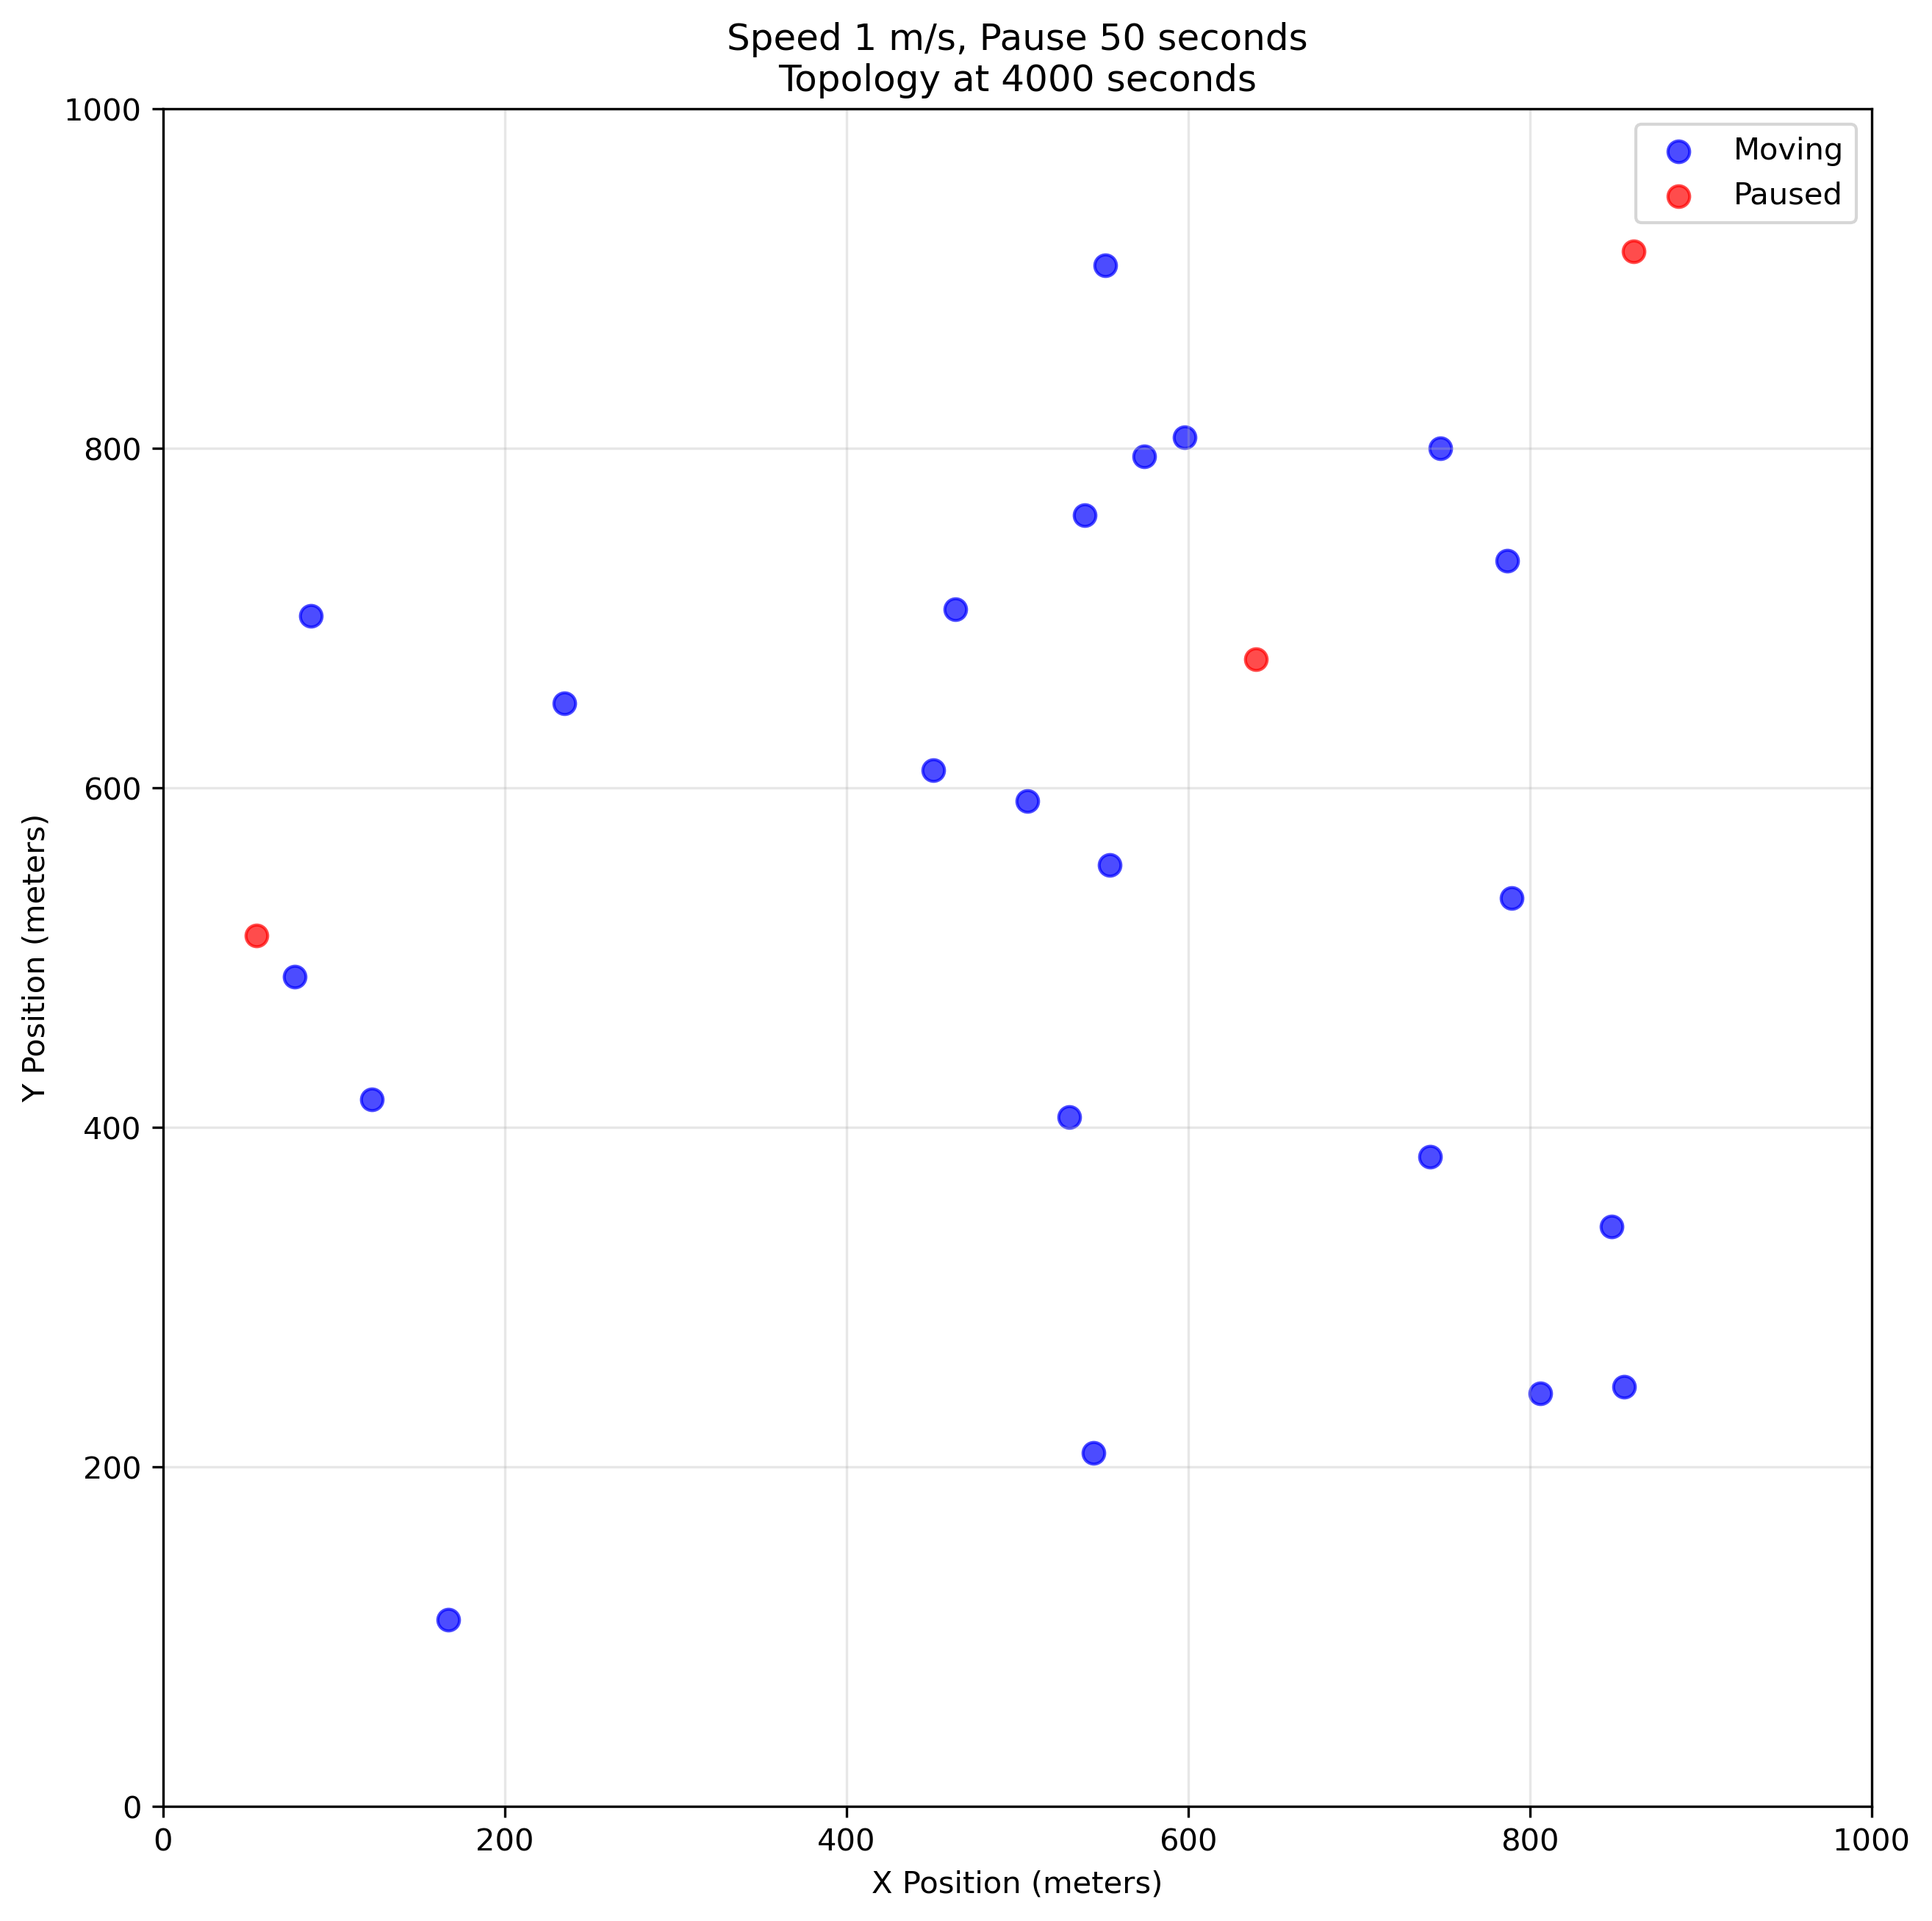 Speed 1 m/s, Pause 50 seconds
Topology at 4000 seconds
Moving
Paused
Y Position (meters)
1000
800
600
400
200
0
0 200 400 600 800 1000
X Position (meters)